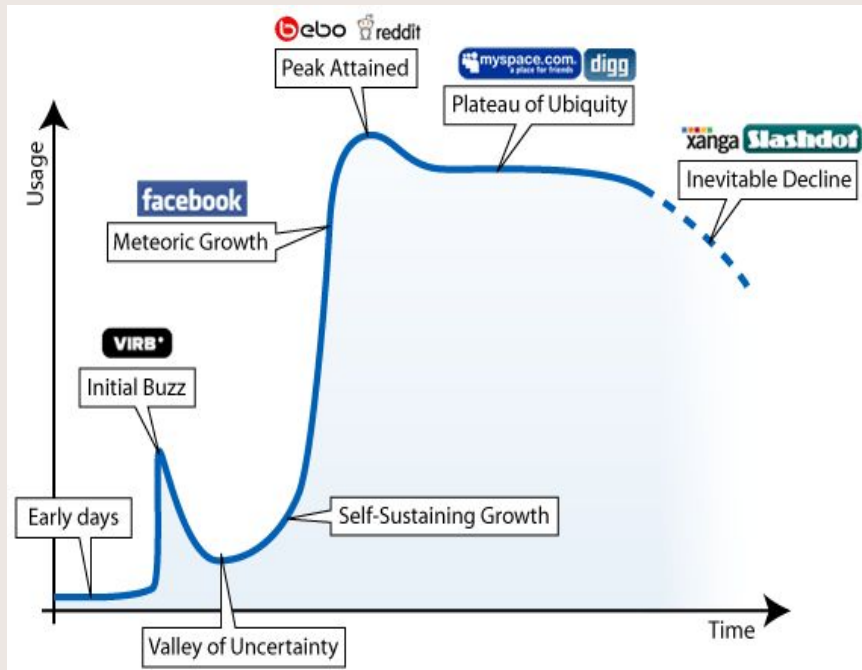 bebo reddit
Peak Attained
myspace.com.
a place for friends
digg
Plateau of Ubiquity
xanga Slashdot
Inevitable Decline
Usage
facebook
Meteoric Growth
VIRB
Initial Buzz
Early days
Self-Sustaining Growth
Valley of Uncertainty
Time